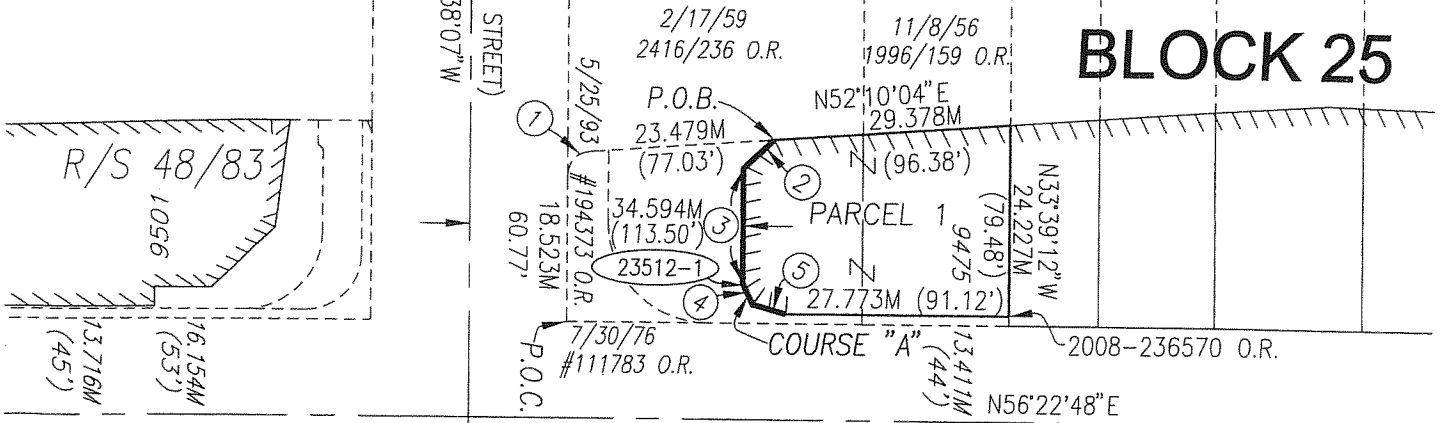 38'07"W
STREET)
2/17/59
2416/236 O.R.
11/8/56
1996/159 O.R.
BLOCK 25
5/25/93
#194373 O.R.
P.O.B.
N52°10'04"E
29.378M
(96.38')
1
23.479M
(77.03')
2
R/S 48/83
1056
34.594M
(113.50')
3
PARCEL 1
N33°39'12"W
24.227M
(79.48')
9475
18.523M
60.77'
23512-1
4
5
27.773M (91.12')
P.O.C.
7/30/76
#111783 O.R.
COURSE "A"
2008-236570 O.R.
16.154M
(53')
13.716M
(45')
13.411M
(44')
N56°22'48"E